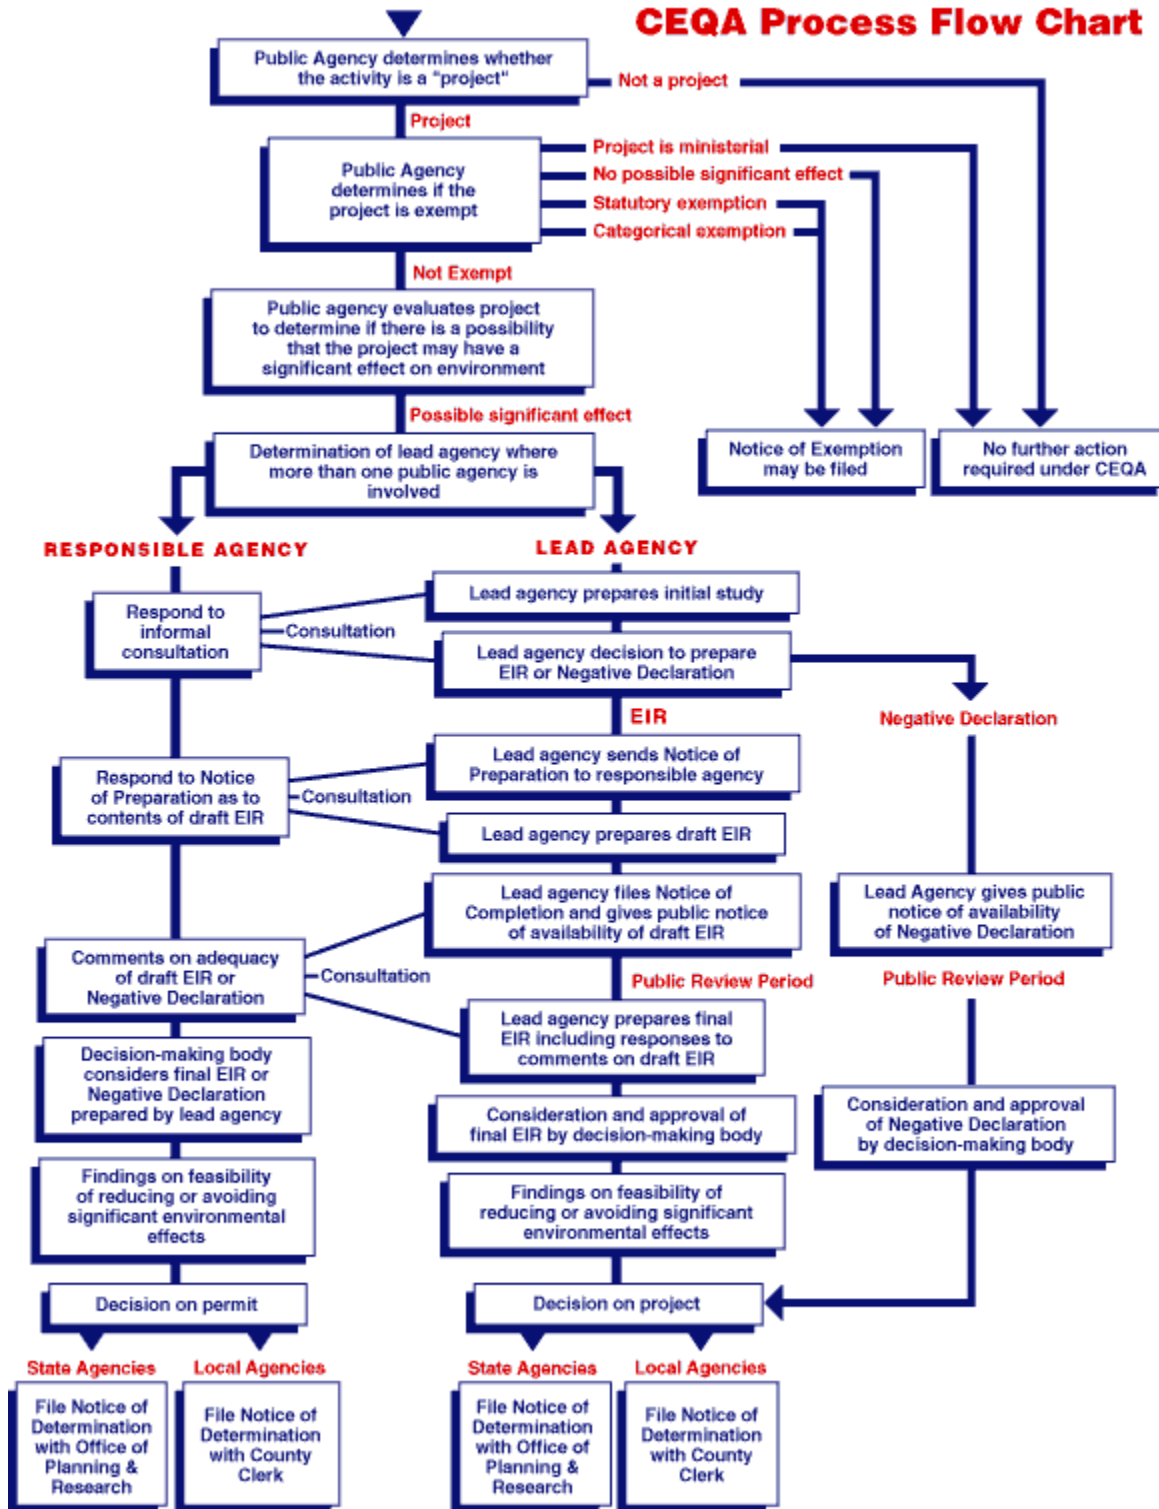 CEQA Process Flow Chart
Public Agency determines whether
the activity is a "project"
Not a project
Project
Public Agency
determines if the
project is exempt
Project is ministerial
No possible significant effect
Statutory exemption
Categorical exemption
Not Exempt
Public agency evaluates project
to determine if there is a possibility
that the project may have a
significant effect on environment
Possible significant effect
Notice of Exemption
may be filed
No further action
required under CEQA
Determination of lead agency where
more than one public agency is
involved
RESPONSIBLE AGENCY
LEAD AGENCY
Respond to
informal
consultation
Consultation
Lead agency prepares initial study
Lead agency decision to prepare
EIR or Negative Declaration
EIR
Negative Declaration
Respond to Notice
of Preparation as to
contents of draft EIR
Consultation
Lead agency sends Notice of
Preparation to responsible agency
Lead agency prepares draft EIR
Lead agency files Notice of
Completion and gives public notice
of availability of draft EIR
Lead Agency gives public
notice of availability
of Negative Declaration
Comments on adequacy
of draft EIR or
Negative Declaration
Consultation
Public Review Period
Public Review Period
Lead agency prepares final
EIR including responses to
comments on draft EIR
Decision-making body
considers final EIR or
Negative Declaration
prepared by lead agency
Consideration and approval of
final EIR by decision-making body
Consideration and approval
of Negative Declaration
by decision-making body
Findings on feasibility
of reducing or avoiding
significant environmental
effects
Findings on feasibility of
reducing or avoiding significant
environmental effects
Decision on permit
Decision on project
State Agencies
Local Agencies
State Agencies
Local Agencies
File Notice of
Determination
with Office of
Planning &
Research
File Notice of
Determination
with County
Clerk
File Notice of
Determination
with Office of
Planning &
Research
File Notice of
Determination
with County
Clerk